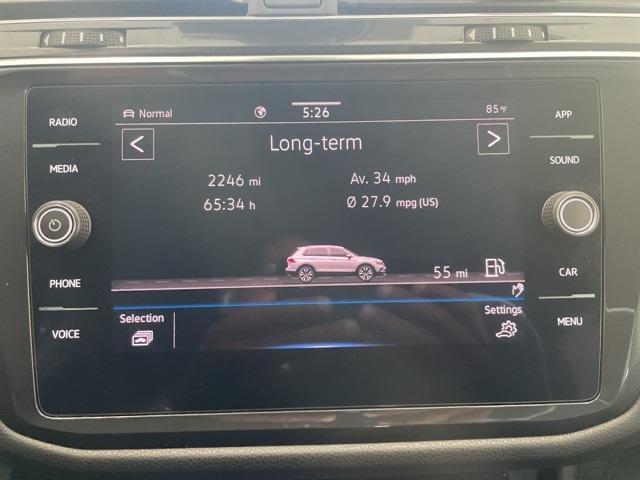 RADIO
MEDIA
PHONE
VOICE
Normal
5:26
85°F
<
Long-term
>
2246 mi
Av. 34 mph
65:34 h
Ø 27.9 mpg (US)
55 mi
Selection
Settings
APP
SOUND
CAR
MENU